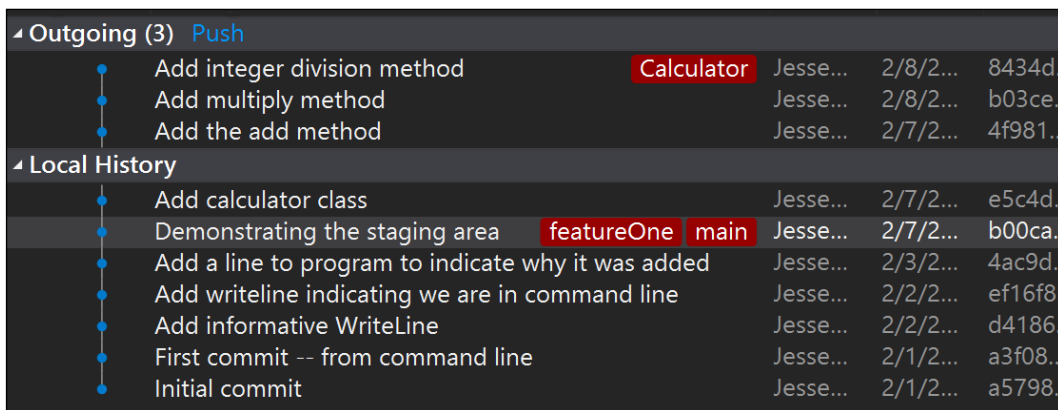 Outgoing (3) Push
Add integer division method Calculator Jesse... 2/8/2... 8434d.
Add multiply method Jesse... 2/8/2... b03ce.
Add the add method Jesse... 2/7/2... 4f981..
Local History
Add calculator class Jesse... 2/7/2... e5c4d.
Demonstrating the staging area featureOne main Jesse... 2/7/2... b00ca.
Add a line to program to indicate why it was added Jesse... 2/3/2... 4ac9d.
Add writeline indicating we are in command line Jesse... 2/2/2... ef16f8
Add informative WriteLine Jesse... 2/2/2... d4186.
First commit -- from command line Jesse... 2/1/2... a3f08..
Initial commit Jesse... 2/1/2... a5798.